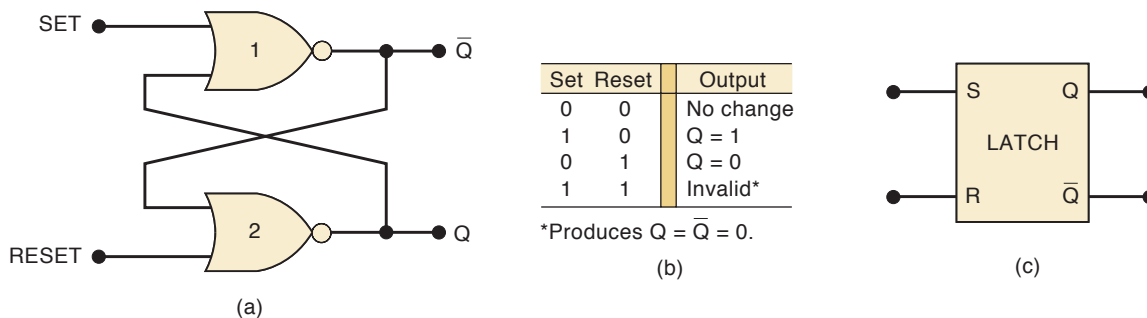 SET
1
Q̅
2
Q
RESET
(a)
Set Reset Output
0 0 No change
1 0 Q = 1
0 1 Q = 0
1 1 Invalid*
*Produces Q = Q̅ = 0.
(b)
S Q
LATCH
R Q̅
(c)